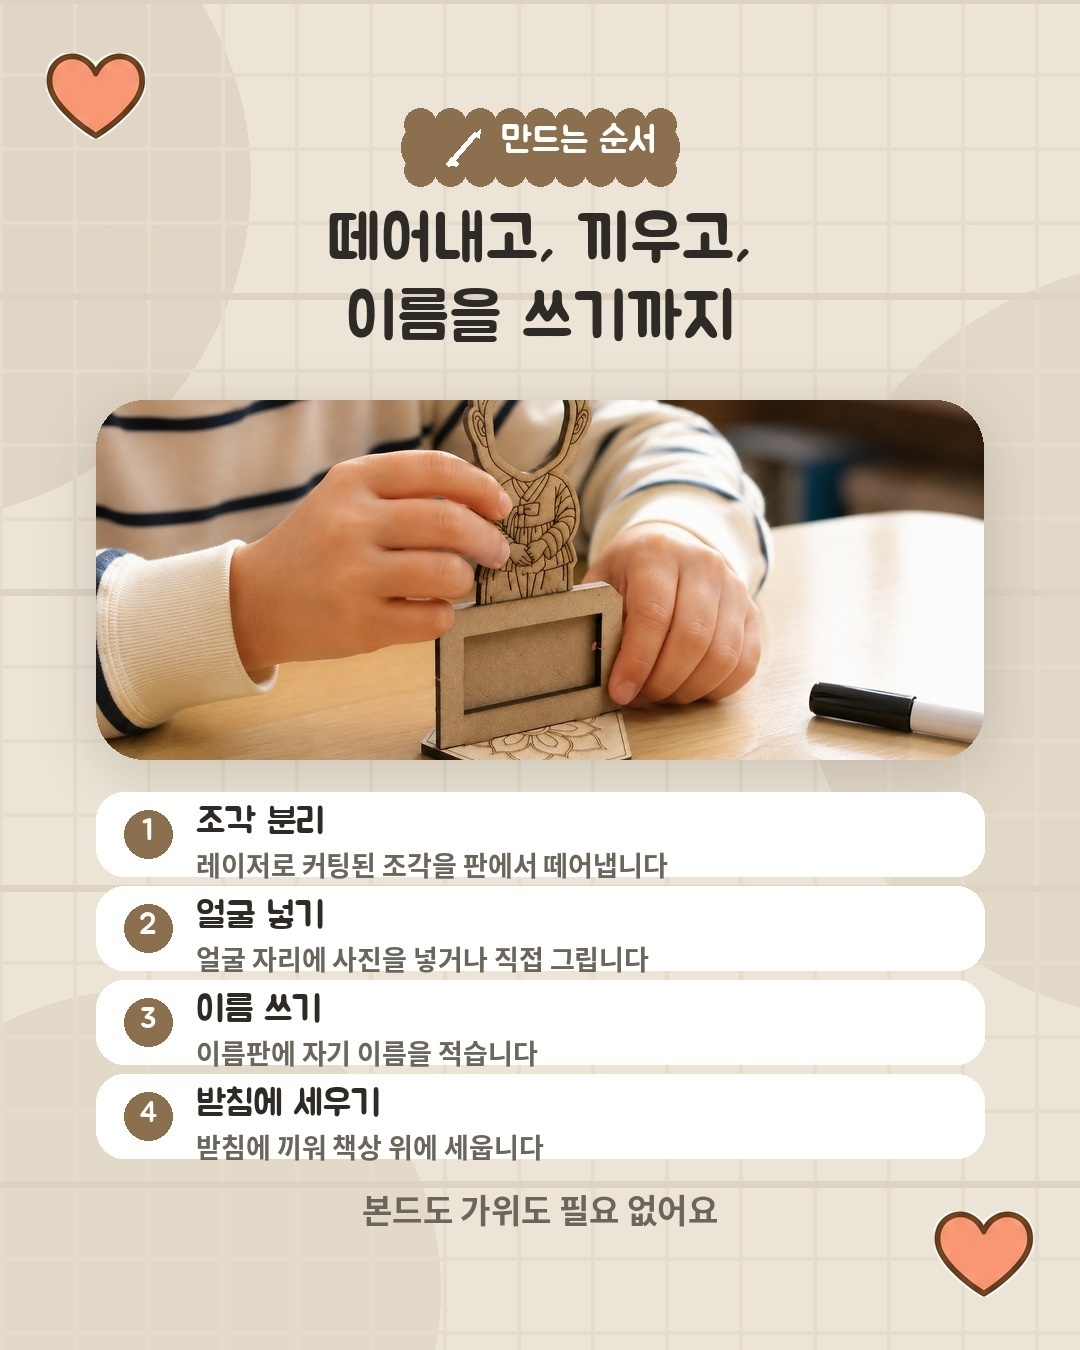 만드는 순서
떼어내고, 끼우고,
이름을 쓰기까지
1
조각 분리
레이저로 커팅된 조각을 판에서 떼어냅니다
2
얼굴 넣기
얼굴 자리에 사진을 넣거나 직접 그립니다
3
이름 쓰기
이름판에 자기 이름을 적습니다
4
받침에 세우기
받침에 끼워 책상 위에 세웁니다
본드도 가위도 필요 없어요